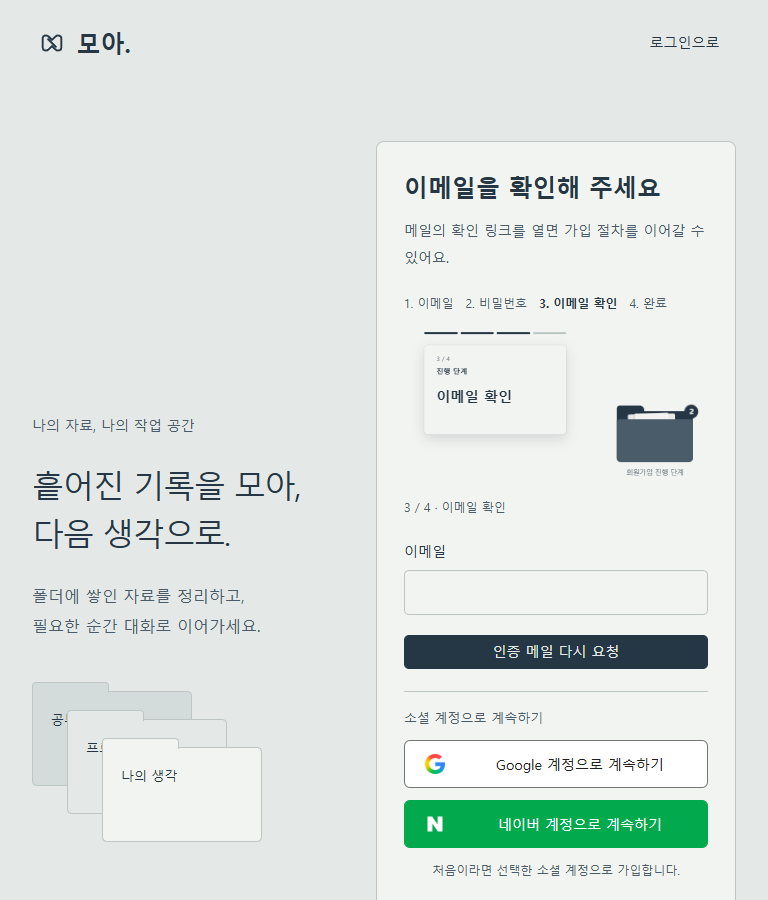 모아.
로그인으로
나의 자료, 나의 작업 공간
흩어진 기록을 모아,
다음 생각으로.
폴더에 쌓인 자료를 정리하고,
필요한 순간 대화로 이어가세요.
나의 생각
이메일을 확인해 주세요
메일의 확인 링크를 열면 가입 절차를 이어갈 수
있어요.
1. 이메일 2. 비밀번호 3. 이메일 확인 4. 완료
3 / 4
진행 단계
이메일 확인
2
회원가입 진행 단계
3 / 4 · 이메일 확인
이메일
인증 메일 다시 요청
소셜 계정으로 계속하기
Google 계정으로 계속하기
네이버 계정으로 계속하기
처음이라면 선택한 소셜 계정으로 가입합니다.